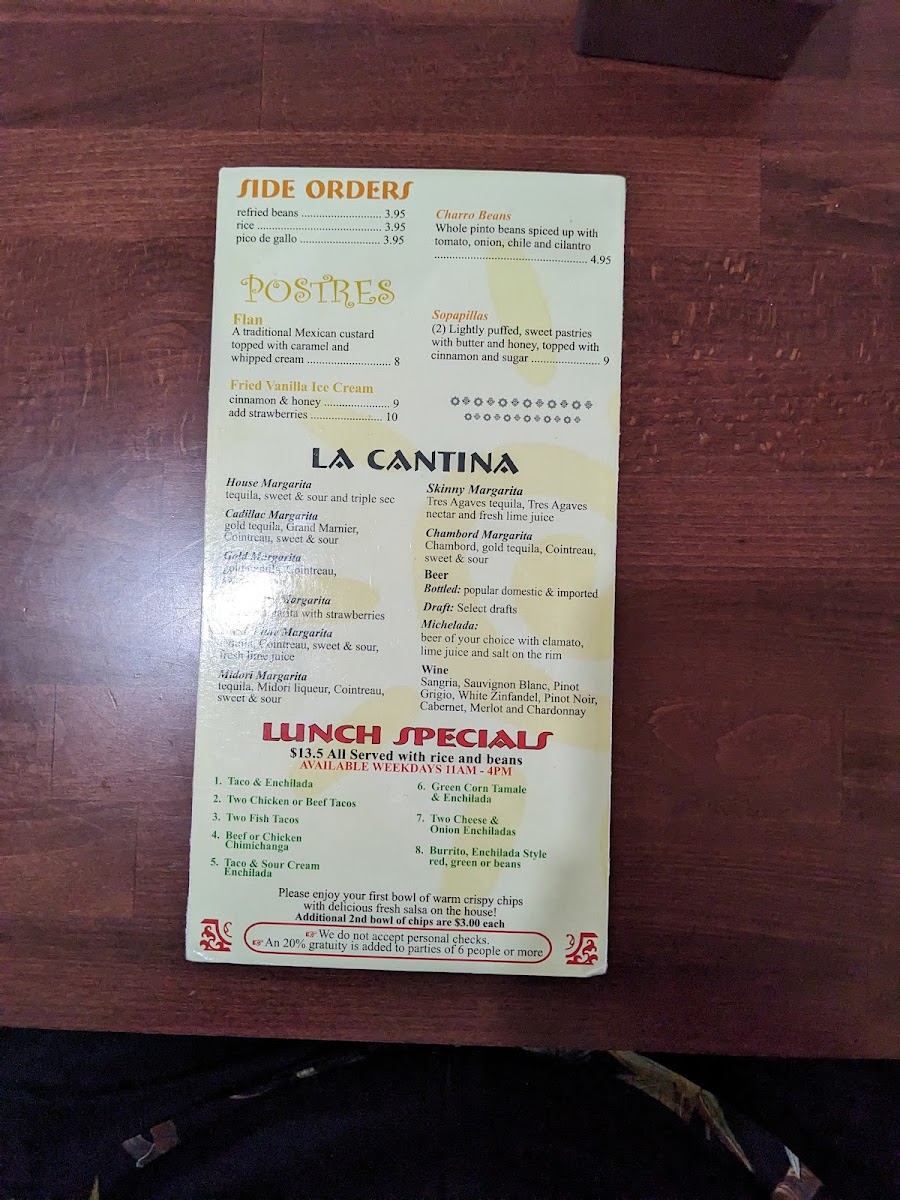 SIDE ORDERS
refried beans ........................... 3.95
rice .......................................... 3.95
pico de gallo ........................... 3.95
Charro Beans
Whole pinto beans spiced up with
tomato, onion, chile and cilantro
.................................................... 4.95
POSTRES
Flan
A traditional Mexican custard
topped with caramel and
whipped cream ............................. 8
Sopapillas
(2) Lightly puffed, sweet pastries
with butter and honey, topped with
cinnamon and sugar ....................... 9
Fried Vanilla Ice Cream
cinnamon & honey ...................... 9
add strawberries ........................ 10
LA CANTINA
House Margarita
tequila, sweet & sour and triple sec
Cadillac Margarita
gold tequila, Grand Marnier,
Cointreau, sweet & sour
Gold Margarita
gold tequila, Cointreau,
Margarita
with strawberries
Margarita
tequila, Cointreau, sweet & sour,
fresh lime juice
Midori Margarita
tequila, Midori liqueur, Cointreau,
sweet & sour
Skinny Margarita
Tres Agaves tequila, Tres Agaves
nectar and fresh lime juice
Chambord Margarita
Chambord, gold tequila, Cointreau,
sweet & sour
Beer
Bottled: popular domestic & imported
Draft: Select drafts
Michelada:
beer of your choice with clamato,
lime juice and salt on the rim
Wine
Sangria, Sauvignon Blanc, Pinot
Grigio, White Zinfandel, Pinot Noir,
Cabernet, Merlot and Chardonnay
LUNCH SPECIALS
$13.5 All Served with rice and beans
AVAILABLE WEEKDAYS 11AM - 4PM
1. Taco & Enchilada
2. Two Chicken or Beef Tacos
3. Two Fish Tacos
4. Beef or Chicken
Chimichanga
5. Taco & Sour Cream
Enchilada
6. Green Corn Tamale
& Enchilada
7. Two Cheese &
Onion Enchiladas
8. Burrito, Enchilada Style
red, green or beans
Please enjoy your first bowl of warm crispy chips
with delicious fresh salsa on the house!
Additional 2nd bowl of chips are $3.00 each
We do not accept personal checks.
An 20% gratuity is added to parties of 6 people or more